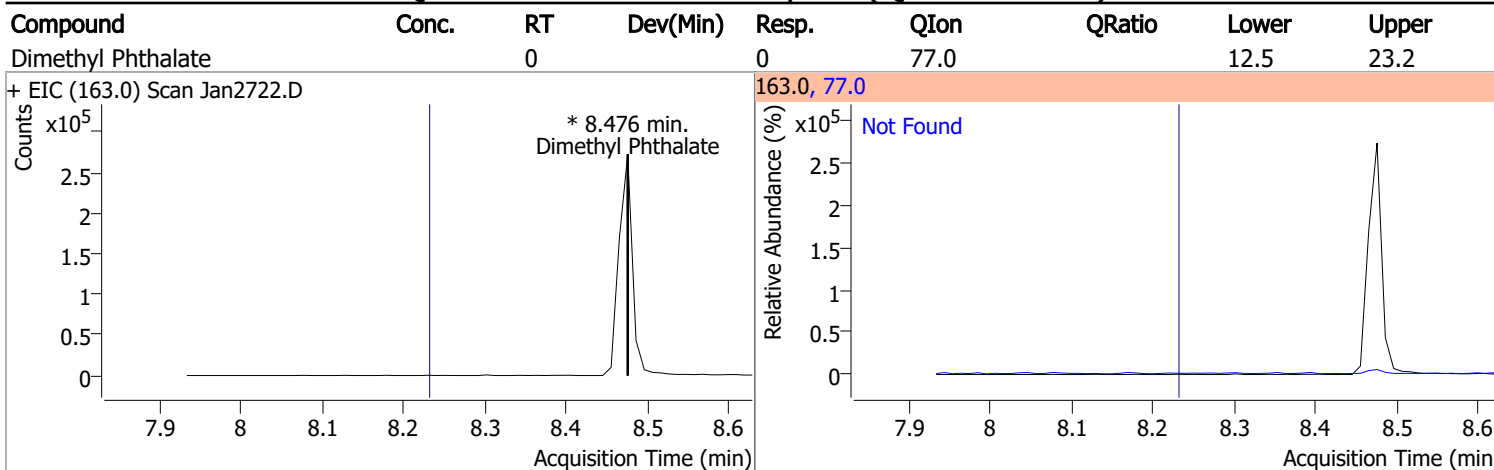 Compound Conc. RT Dev(Min) Resp. QIon QRatio Lower Upper
Dimethyl Phthalate 0 0 77.0 12.5 23.2
+ EIC (163.0) Scan Jan2722.D
Counts
x10^5
2.5
2
1.5
1
0.5
0
* 8.476 min.
Dimethyl Phthalate
7.9 8 8.1 8.2 8.3 8.4 8.5 8.6
Acquisition Time (min)
163.0, 77.0
Relative Abundance (%)
x10^5
Not Found
2.5
2
1.5
1
0.5
0
7.9 8 8.1 8.2 8.3 8.4 8.5 8.6
Acquisition Time (min